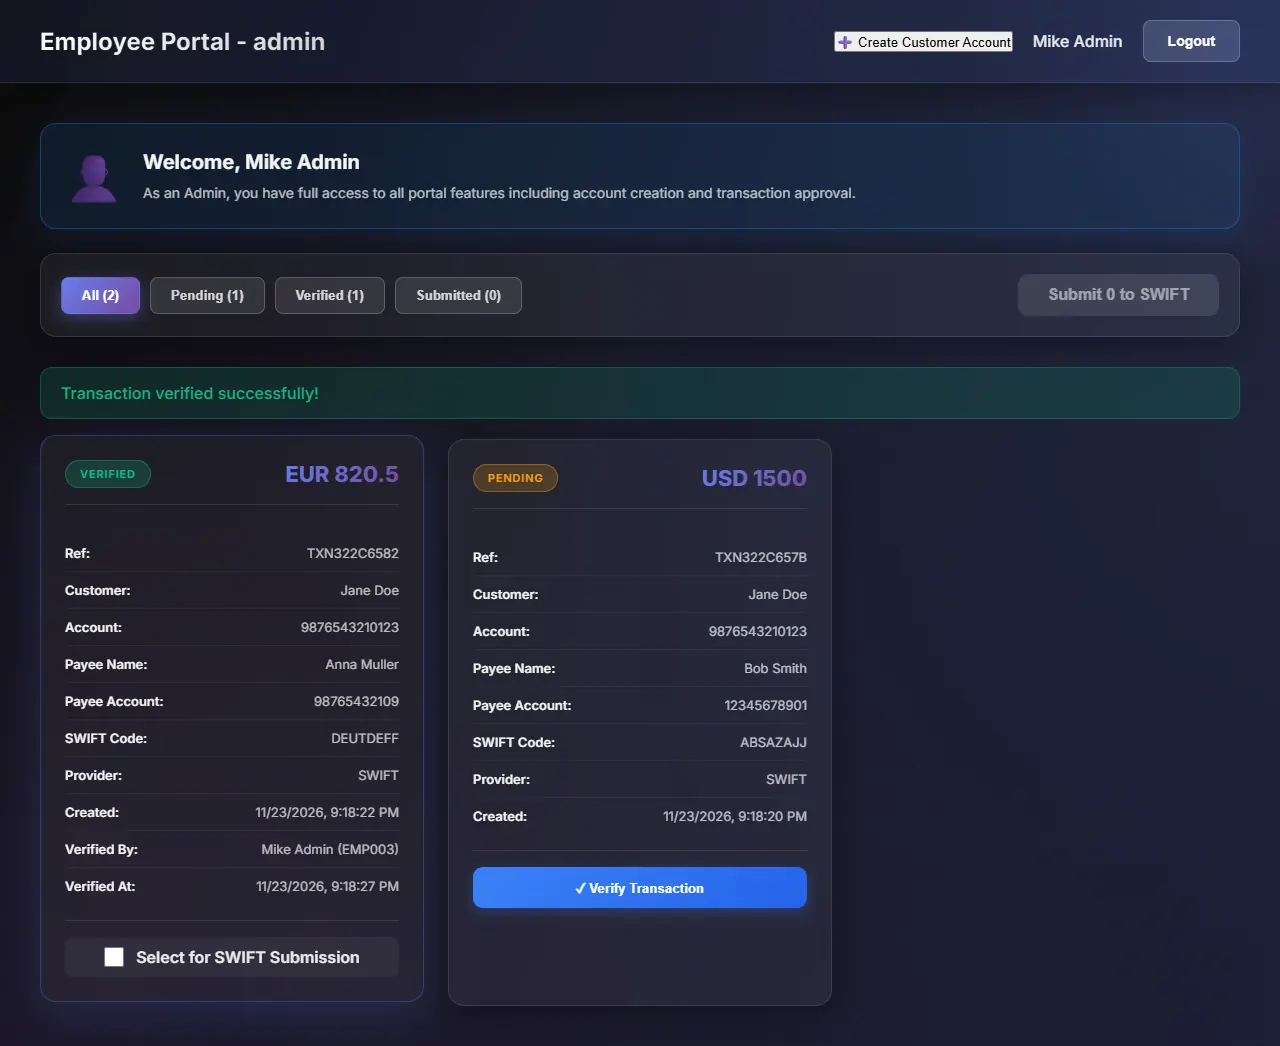 Employee Portal - admin
➕ Create Customer Account
Mike Admin
Logout
Welcome, Mike Admin
As an Admin, you have full access to all portal features including account creation and transaction approval.
All (2)
Pending (1)
Verified (1)
Submitted (0)
Submit 0 to SWIFT
Transaction verified successfully!
VERIFIED
EUR 820.5
Ref: TXN322C6582
Customer: Jane Doe
Account: 9876543210123
Payee Name: Anna Muller
Payee Account: 98765432109
SWIFT Code: DEUTDEFF
Provider: SWIFT
Created: 11/23/2026, 9:18:22 PM
Verified By: Mike Admin (EMP003)
Verified At: 11/23/2026, 9:18:27 PM
Select for SWIFT Submission
PENDING
USD 1500
Ref: TXN322C657B
Customer: Jane Doe
Account: 9876543210123
Payee Name: Bob Smith
Payee Account: 12345678901
SWIFT Code: ABSAZAJJ
Provider: SWIFT
Created: 11/23/2026, 9:18:20 PM
✓ Verify Transaction